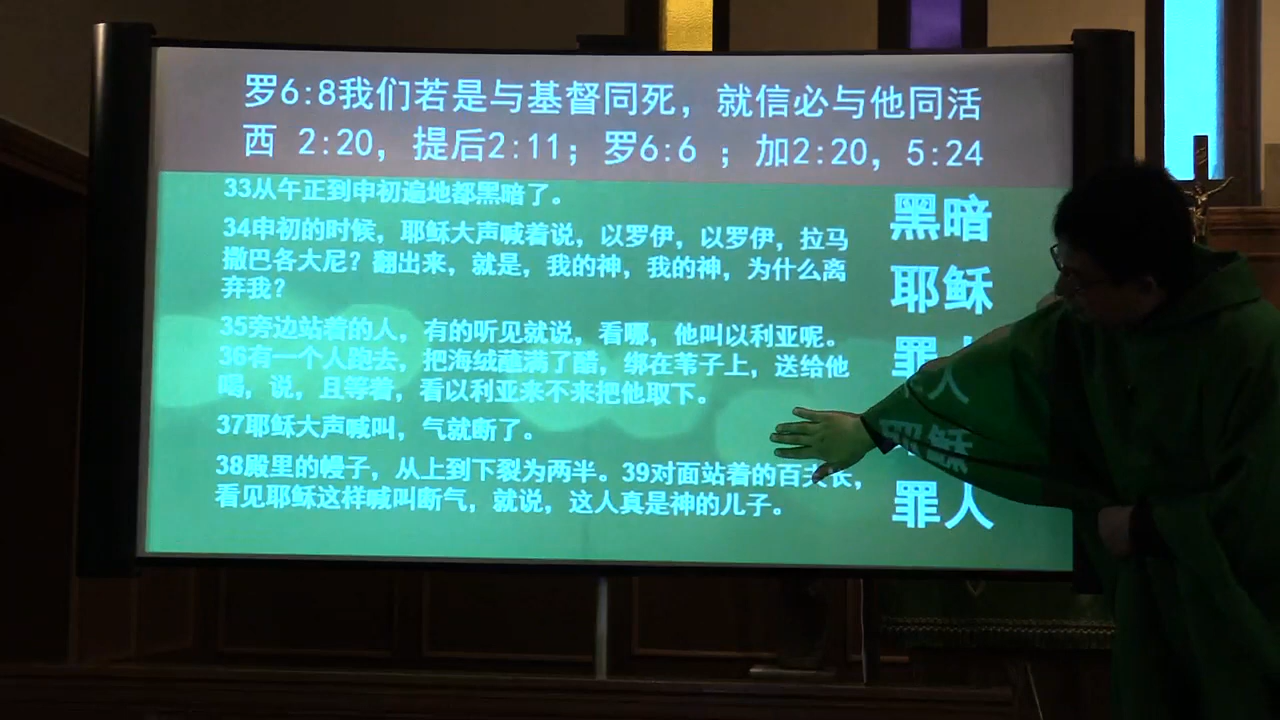 罗6:8我们若是与基督同死，就信必与他同活
西 2:20，提后2:11；罗6:6 ；加2:20，5:24
33从午正到申初遍地都黑暗了。
34申初的时候，耶稣大声喊着说，以罗伊，以罗伊，拉马
撒巴各大尼？翻出来，就是，我的神，我的神，为什么离
弃我？
35旁边站着的人，有的听见就说，看哪，他叫以利亚呢。
36有一个人跑去，把海绒蘸满了醋，绑在苇子上，送给他
喝，说，且等着，看以利亚来不来把他取下。
37耶稣大声喊叫，气就断了。
38殿里的幔子，从上到下裂为两半。39对面站着的百夫长，
看见耶稣这样喊叫断气，就说，这人真是神的儿子。
黑暗
耶稣
罪人
耶稣
罪人